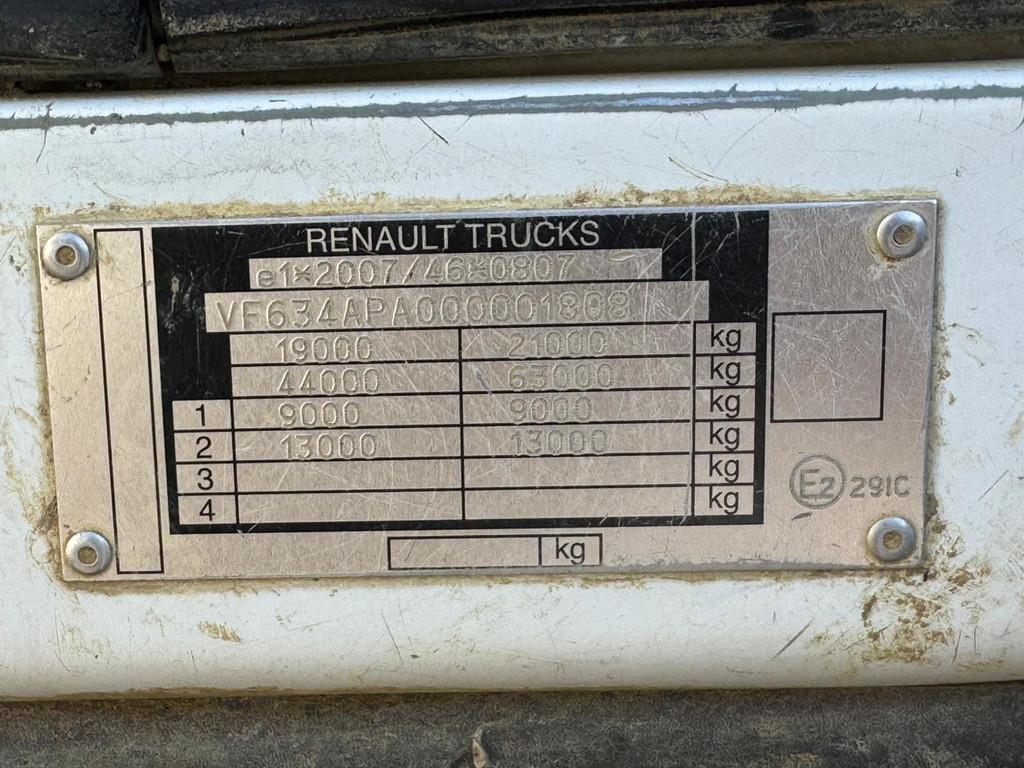 RENAULT TRUCKS
e1*2007/46*0807
VF634APA000001808
19000 21000 kg
44000 63000 kg
1 9000 9000 kg
2 13000 13000 kg
3 kg
4 kg
E2 291C
kg